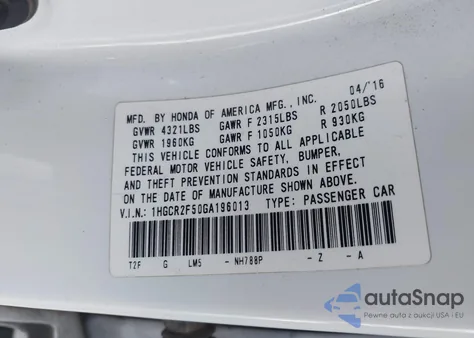 MFD. BY HONDA OF AMERICA MFG., INC. 04/'16
GVWR 4321LBS GAWR F 2315LBS R 2050LBS
GVWR 1960KG GAWR F 1050KG R 930KG
THIS VEHICLE CONFORMS TO ALL APPLICABLE
FEDERAL MOTOR VEHICLE SAFETY, BUMPER,
AND THEFT PREVENTION STANDARDS IN EFFECT
ON THE DATE OF MANUFACTURE SHOWN ABOVE.
V.I.N.: 1HGCR2F50GA196013 TYPE: PASSENGER CAR
T2F G LM5 - NH788P - Z - A
autoSnap
Pewne auta z aukcji USA i EU